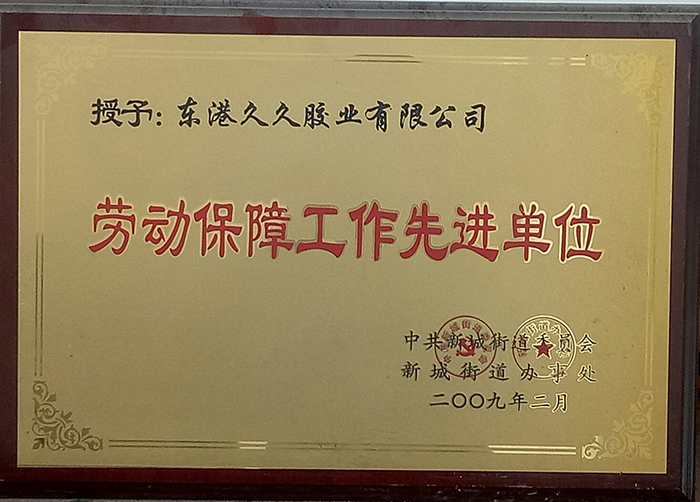 授予：东港久久胶业有限公司
劳动保障工作先进单位
中共新城街道委员会
新城街道办事处
二〇〇九年二月